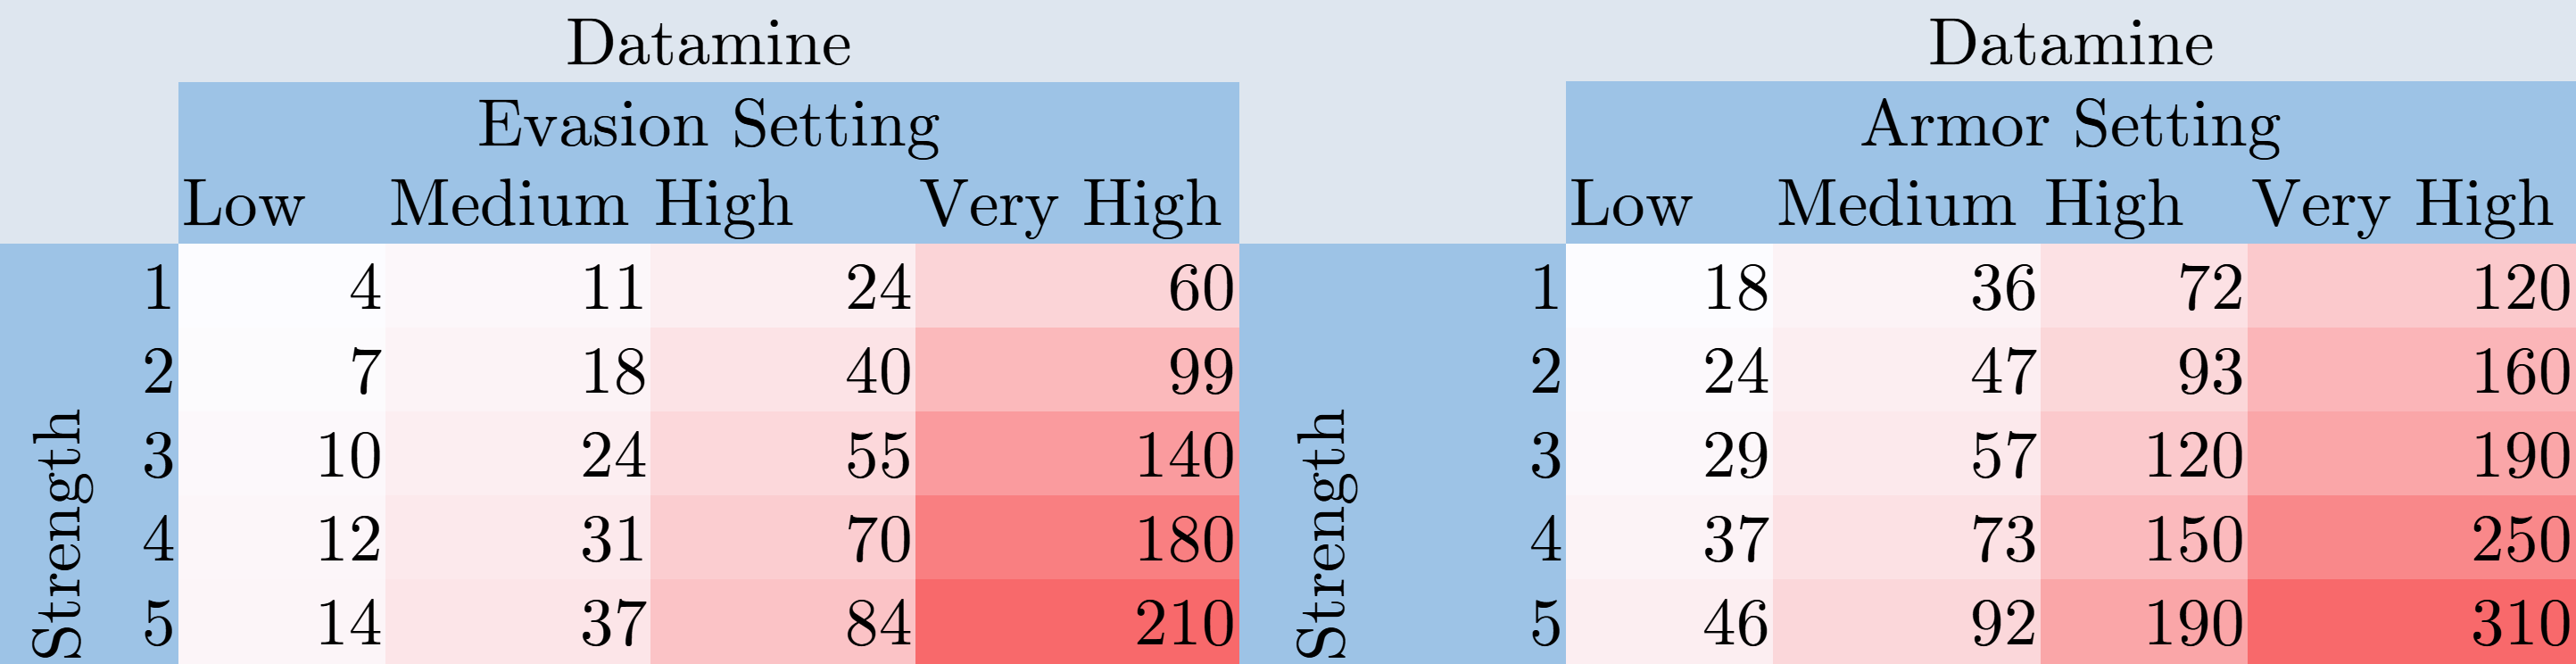 Datamine Datamine
Evasion Setting Armor Setting
Low Medium High Very High Low Medium High Very High
1 4 11 24 60 1 18 36 72 120
2 7 18 40 99 2 24 47 93 160
Strength 3 10 24 55 140 Strength 3 29 57 120 190
4 12 31 70 180 4 37 73 150 250
5 14 37 84 210 5 46 92 190 310